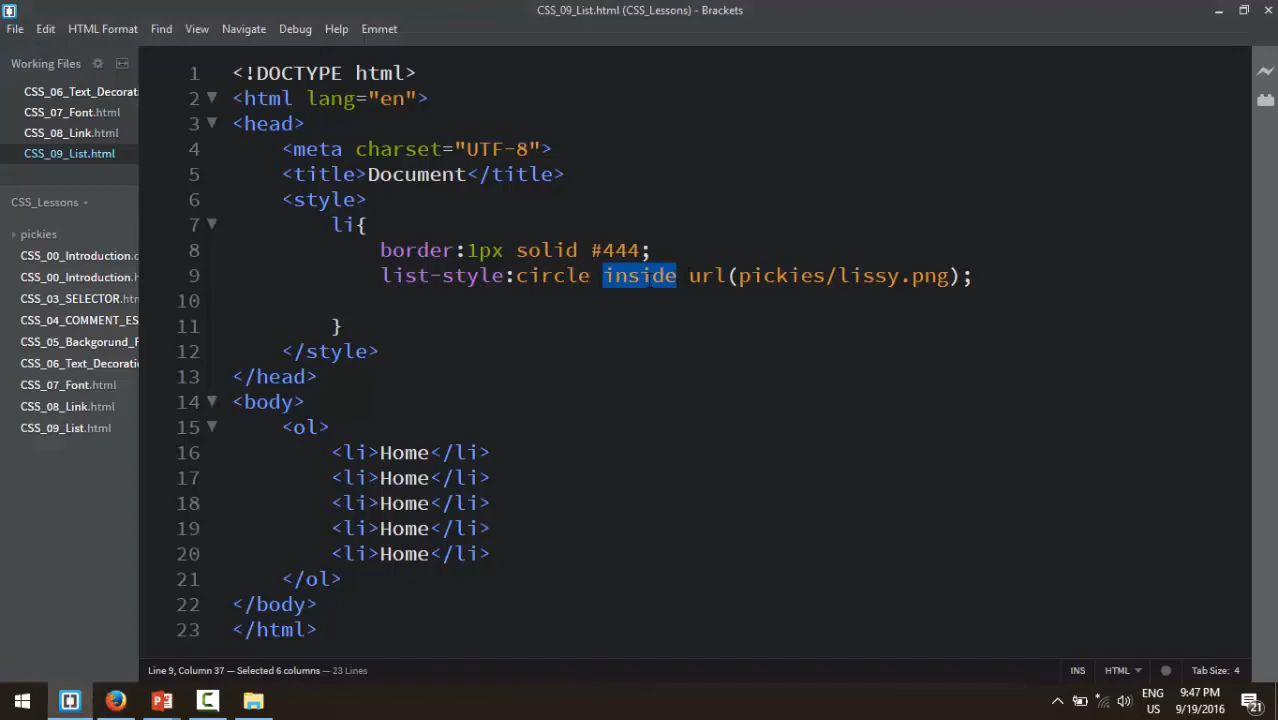 CSS_09_List.html (CSS_Lessons) - Brackets
File Edit HTML Format Find View Navigate Debug Help Emmet
Working Files
CSS_06_Text_Decorat
CSS_07_Font.html
CSS_08_Link.html
CSS_09_List.html
CSS_Lessons
pickies
CSS_00_Introduction.c
CSS_00_Introduction.h
CSS_03_SELECTOR.htm
CSS_04_COMMENT_ES
CSS_05_Backgorund_P
CSS_06_Text_Decoratio
CSS_07_Font.html
CSS_08_Link.html
CSS_09_List.html
1 <!DOCTYPE html>
2 <html lang="en">
3 <head>
4 <meta charset="UTF-8">
5 <title>Document</title>
6 <style>
7 li{
8 border:1px solid #444;
9 list-style:circle inside url(pickies/lissy.png);
10
11 }
12 </style>
13 </head>
14 <body>
15 <ol>
16 <li>Home</li>
17 <li>Home</li>
18 <li>Home</li>
19 <li>Home</li>
20 <li>Home</li>
21 </ol>
22 </body>
23 </html>
Line 9, Column 37 — Selected 6 columns — 23 Lines
INS HTML Tab Size: 4
ENG 9:47 PM
US 9/19/2016
21